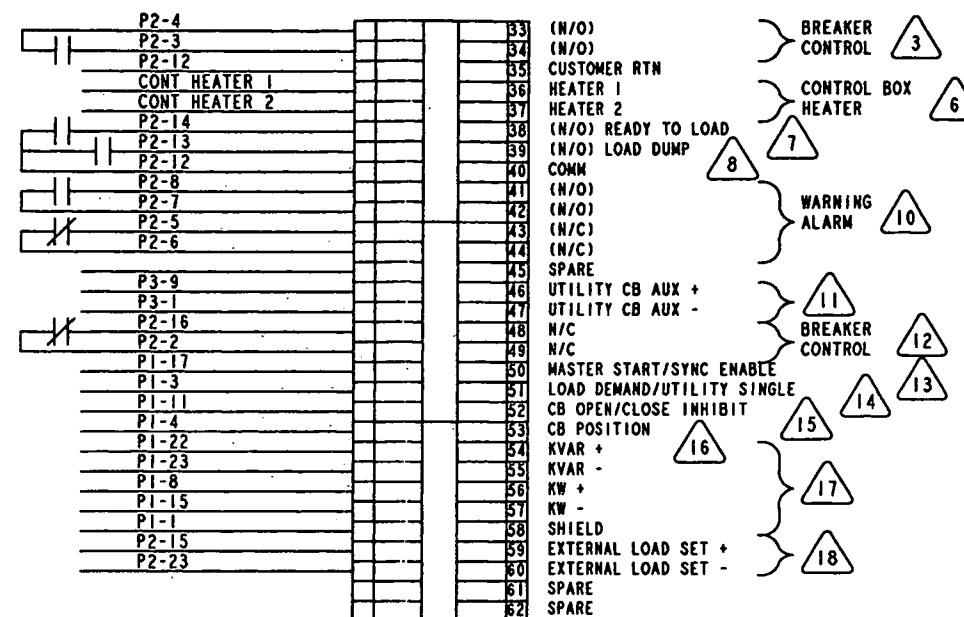 P2-4
33 (N/O)
P2-3
34 (N/O)
BREAKER CONTROL 3
P2-12
35 CUSTOMER RTN
CONT HEATER 1
36 HEATER 1
CONT HEATER 2
37 HEATER 2
CONTROL BOX HEATER 6
P2-14
38 (N/O) READY TO LOAD 7
P2-13
39 (N/O) LOAD DUMP 8
P2-12
40 COMM
P2-8
41 (N/O)
P2-7
42 (N/O)
P2-5
43 (N/C)
P2-6
44 (N/C)
WARNING ALARM 10
45 SPARE
P3-9
46 UTILITY CB AUX +
P3-1
47 UTILITY CB AUX -
11
P2-16
48 N/C
P2-2
49 N/C
BREAKER CONTROL 12
P1-17
50 MASTER START/SYNC ENABLE 13
P1-3
51 LOAD DEMAND/UTILITY SINGLE 14
P1-11
52 CB OPEN/CLOSE INHIBIT 15
P1-4
53 CB POSITION 16
P1-22
54 KVAR +
P1-23
55 KVAR -
P1-8
56 KW +
P1-15
57 KW -
P1-1
58 SHIELD
17
P2-15
59 EXTERNAL LOAD SET +
P2-23
60 EXTERNAL LOAD SET -
18
61 SPARE
62 SPARE